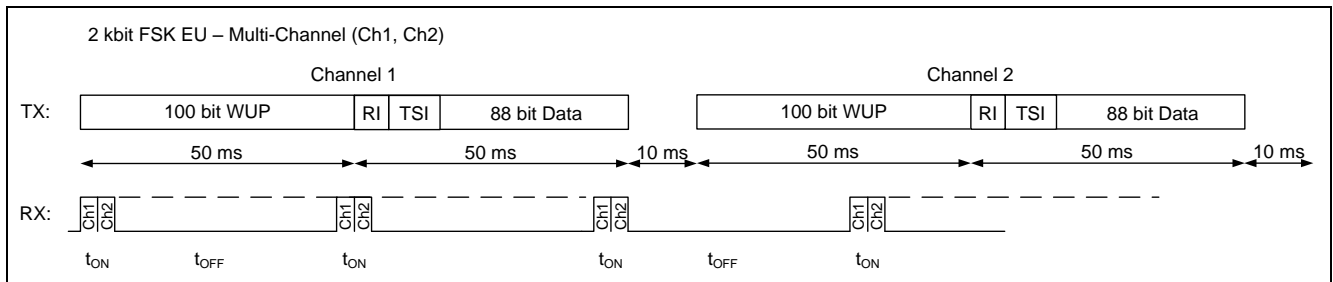 2 kbit FSK EU – Multi-Channel (Ch1, Ch2)
Channel 1 Channel 2
TX: 100 bit WUP RI TSI 88 bit Data 100 bit WUP RI TSI 88 bit Data
50 ms 50 ms 10 ms 50 ms 50 ms 10 ms
RX: Ch1 Ch2 Ch1 Ch2 Ch1 Ch2 Ch1 Ch2
tON tOFF tON tON tOFF tON